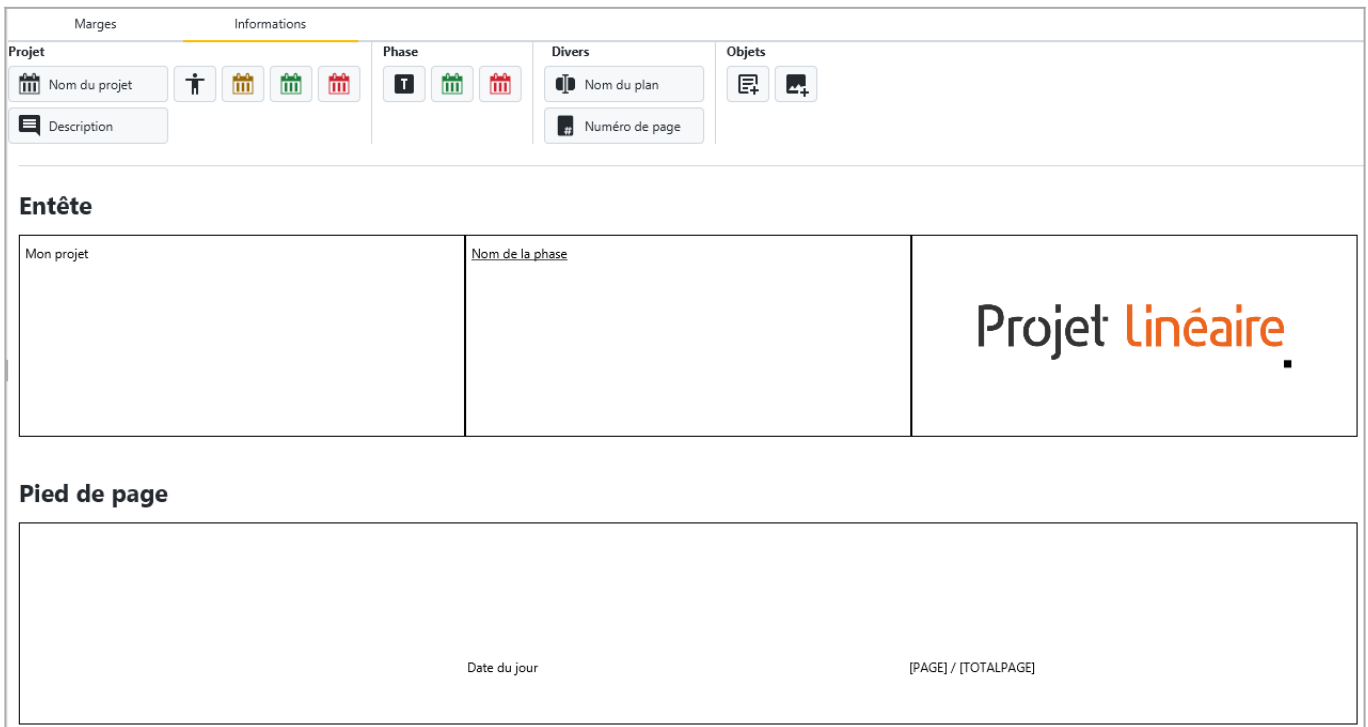 Marges Informations
Projet Phase Divers Objets
Nom du projet T Nom du plan
Description # Numéro de page
Entête
Mon projet Nom de la phase
Projet Linéaire
Pied de page
Date du jour [PAGE] / [TOTALPAGE]